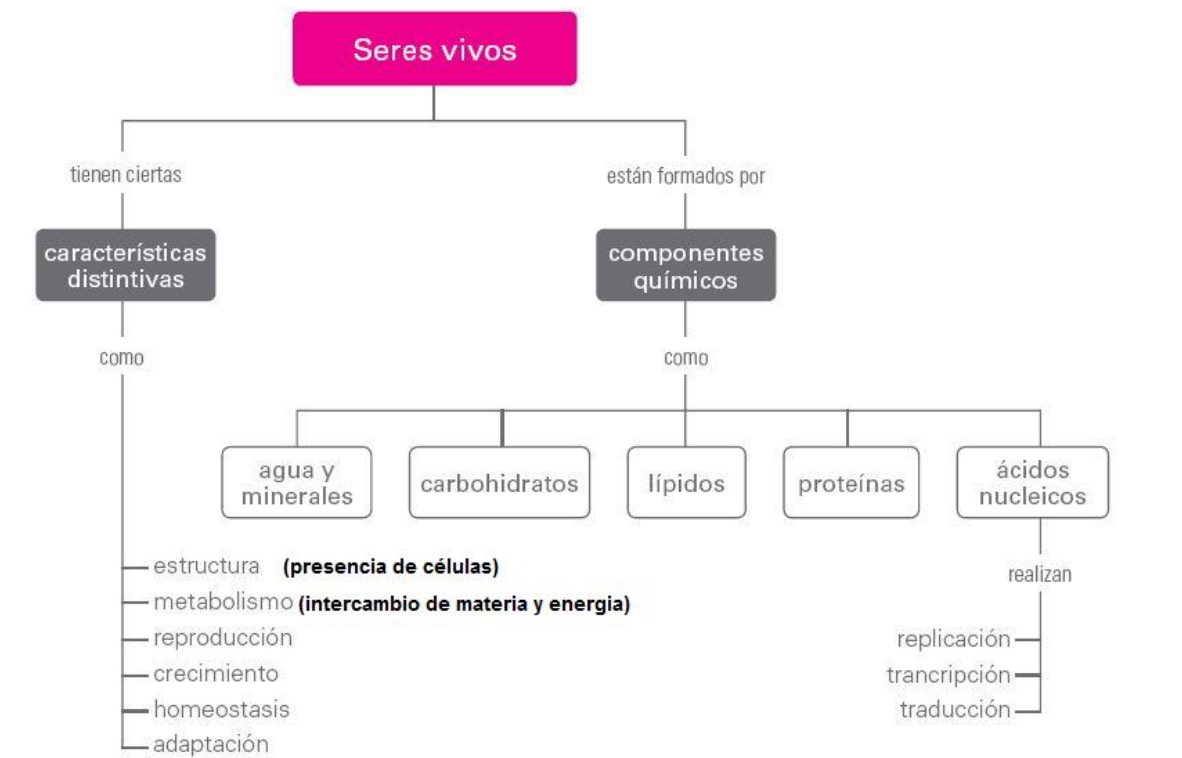 Seres vivos
tienen ciertas
están formados por
características
distintivas
componentes
químicos
como
como
agua y
minerales
carbohidratos
lípidos
proteínas
ácidos
nucleicos
estructura (presencia de células)
metabolismo (intercambio de materia y energia)
reproducción
crecimiento
homeostasis
adaptación
realizan
replicación
trancripción
traducción